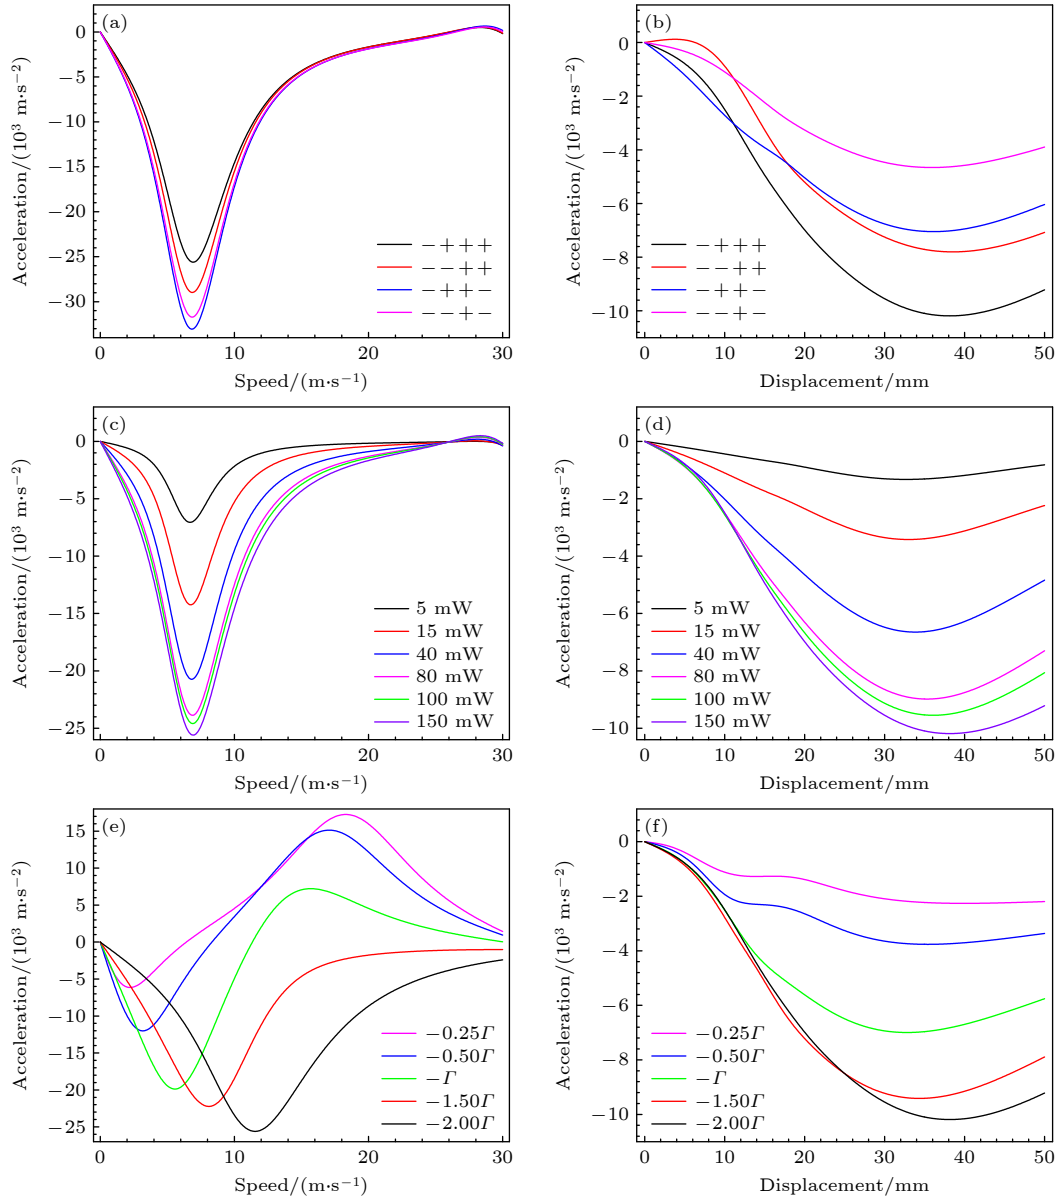 (a)
Acceleration/(10³ m·s⁻²)
0
−5
−10
−15
−20
−25
−30
−+++
−−++
−++−
−−+−
0 10 20 30
Speed/(m·s⁻¹)
(b)
Acceleration/(10³ m·s⁻²)
0
−2
−4
−6
−8
−10
−+++
−−++
−++−
−−+−
0 10 20 30 40 50
Displacement/mm
(c)
Acceleration/(10³ m·s⁻²)
0
−5
−10
−15
−20
−25
5 mW
15 mW
40 mW
80 mW
100 mW
150 mW
0 10 20 30
Speed/(m·s⁻¹)
(d)
Acceleration/(10³ m·s⁻²)
0
−2
−4
−6
−8
−10
5 mW
15 mW
40 mW
80 mW
100 mW
150 mW
0 10 20 30 40 50
Displacement/mm
(e)
Acceleration/(10³ m·s⁻²)
15
10
5
0
−5
−10
−15
−20
−25
−0.25Γ
−0.50Γ
−Γ
−1.50Γ
−2.00Γ
0 10 20 30
Speed/(m·s⁻¹)
(f)
Acceleration/(10³ m·s⁻²)
0
−2
−4
−6
−8
−10
−0.25Γ
−0.50Γ
−Γ
−1.50Γ
−2.00Γ
0 10 20 30 40 50
Displacement/mm